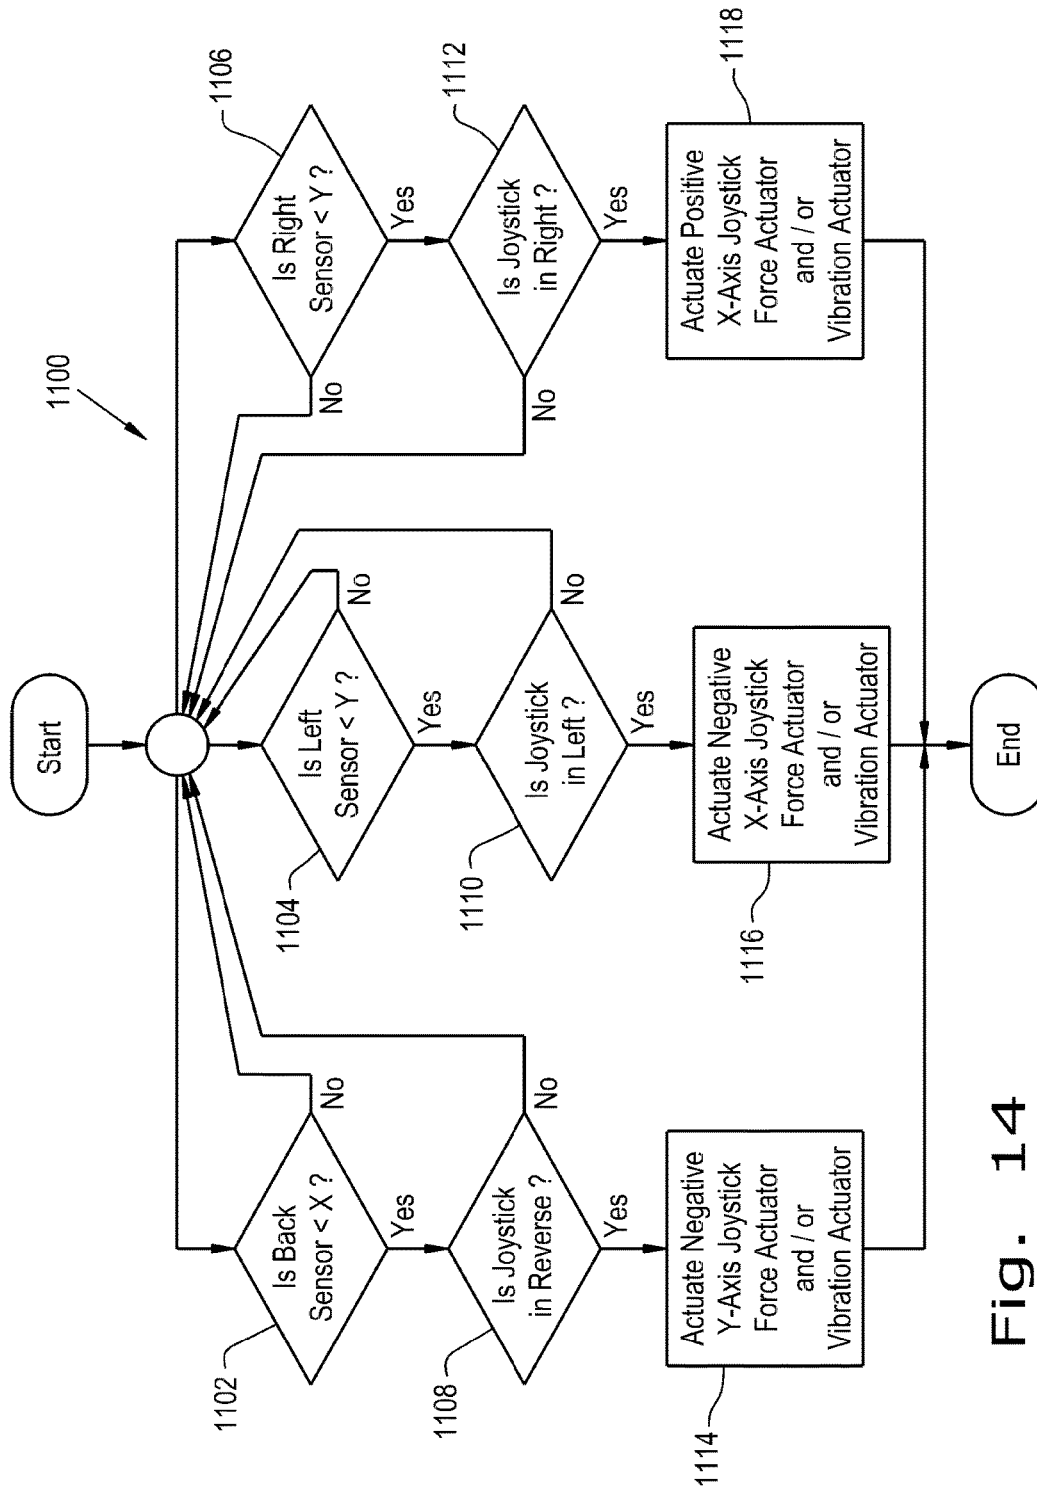 Start
1100
1102
Is Back
Sensor < X ?
No
Yes
1104
Is Left
Sensor < Y ?
No
Yes
1106
Is Right
Sensor < Y ?
No
Yes
1108
Is Joystick
in Reverse ?
No
Yes
1110
Is Joystick
in Left ?
No
Yes
1112
Is Joystick
in Right ?
No
Yes
1114
Actuate Negative
Y-Axis Joystick
Force Actuator
and / or
Vibration Actuator
1116
Actuate Negative
X-Axis Joystick
Force Actuator
and / or
Vibration Actuator
1118
Actuate Positive
X-Axis Joystick
Force Actuator
and / or
Vibration Actuator
End
Fig. 14